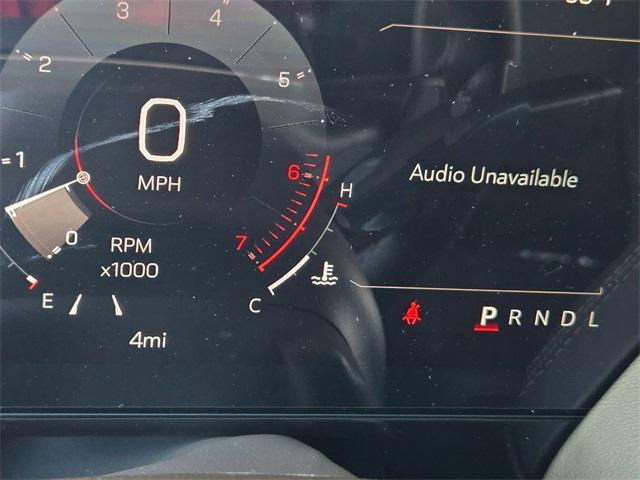 3
4
2
5
0
=1
MPH
6
Audio Unavailable
H
0
RPM
x1000
7
E
C
4mi
P R N D L